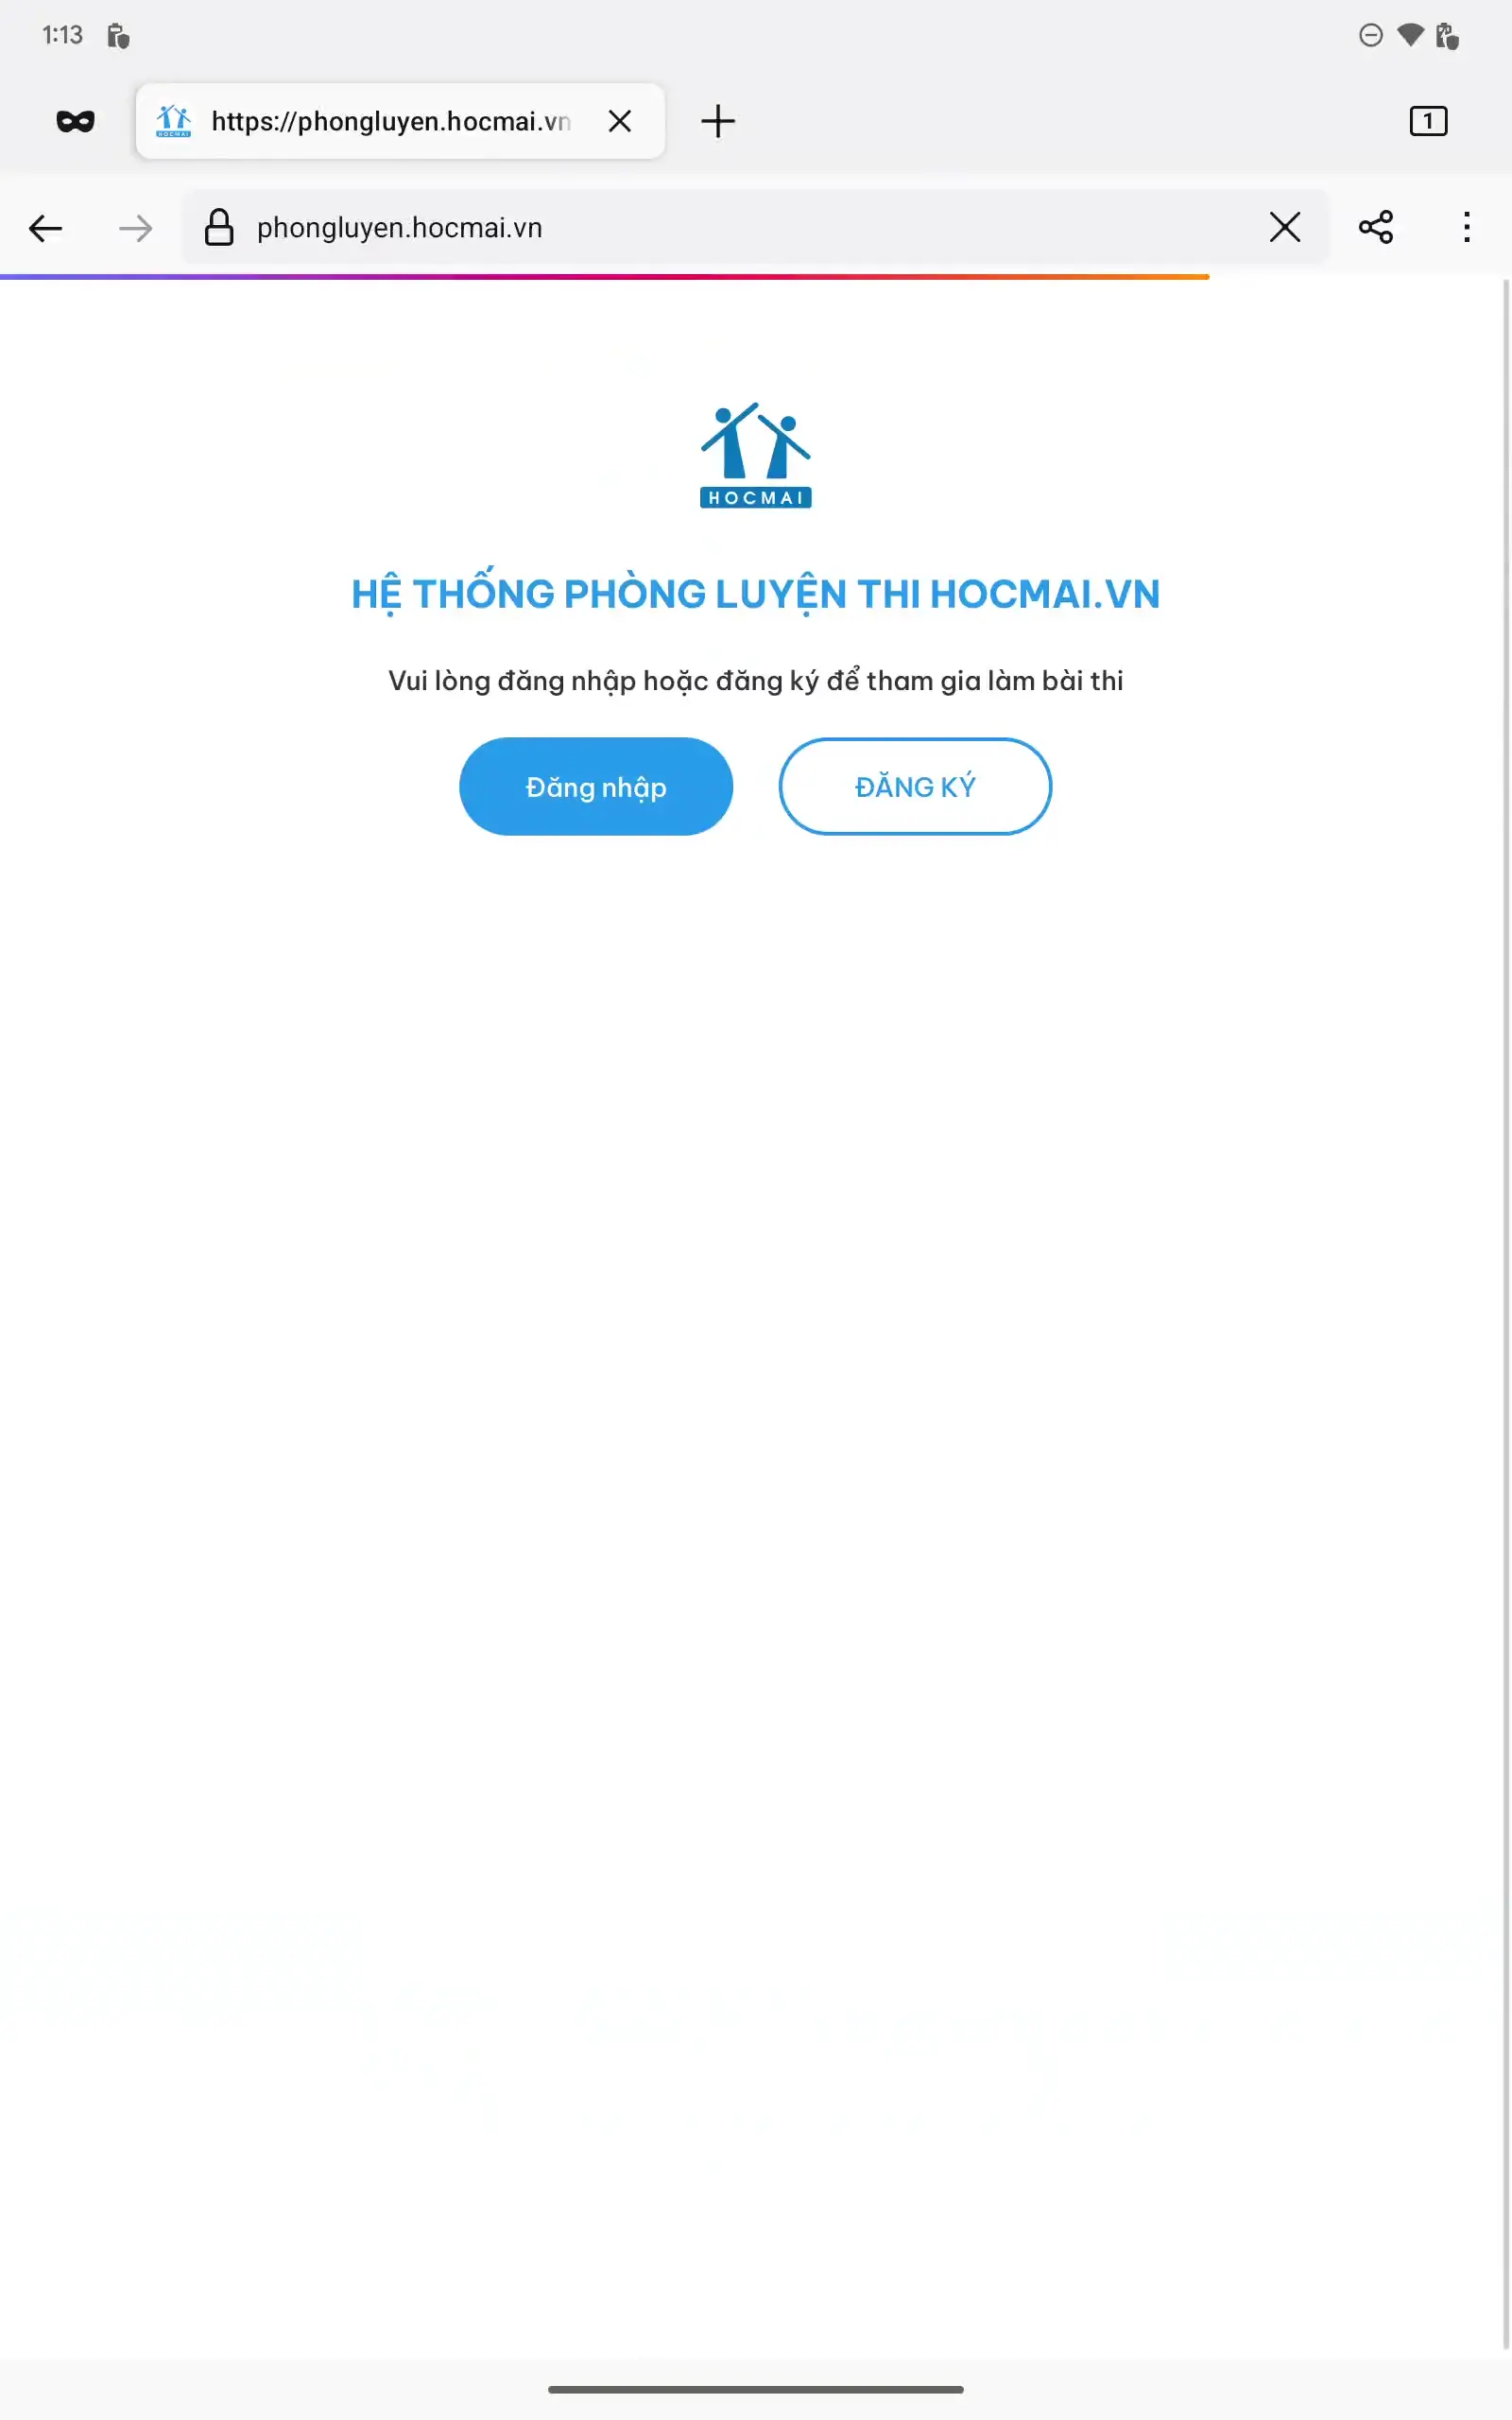 1:13
https://phongluyen.hocmai.vn
1
phongluyen.hocmai.vn
HOCMAI
HỆ THỐNG PHÒNG LUYỆN THI HOCMAI.VN
Vui lòng đăng nhập hoặc đăng ký để tham gia làm bài thi
Đăng nhập
ĐĂNG KÝ